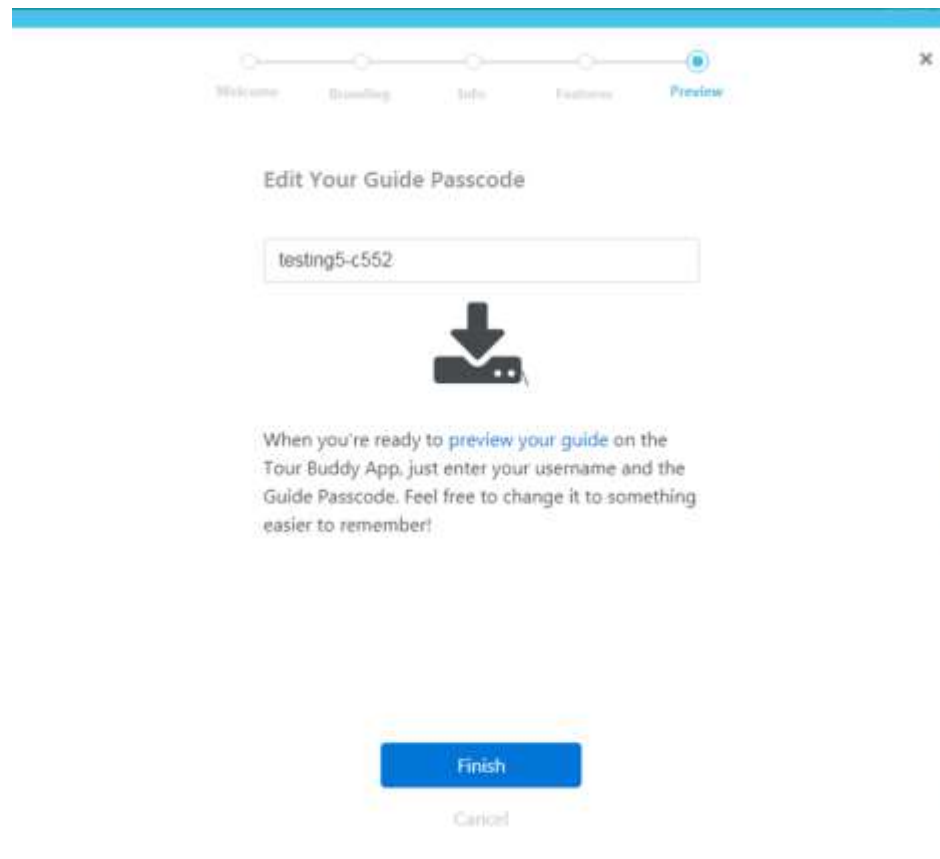 ×
Welcome Branding Info Features Preview
Edit Your Guide Passcode
testing5-c552
\
When you're ready to preview your guide on the
Tour Buddy App, just enter your username and the
Guide Passcode. Feel free to change it to something
easier to remember!
Finish
Cancel